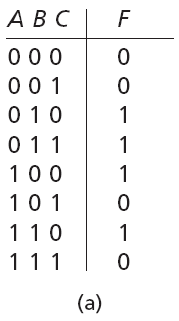 A B C F
0 0 0 0
0 0 1 0
0 1 0 1
0 1 1 1
1 0 0 1
1 0 1 0
1 1 0 1
1 1 1 0
(a)